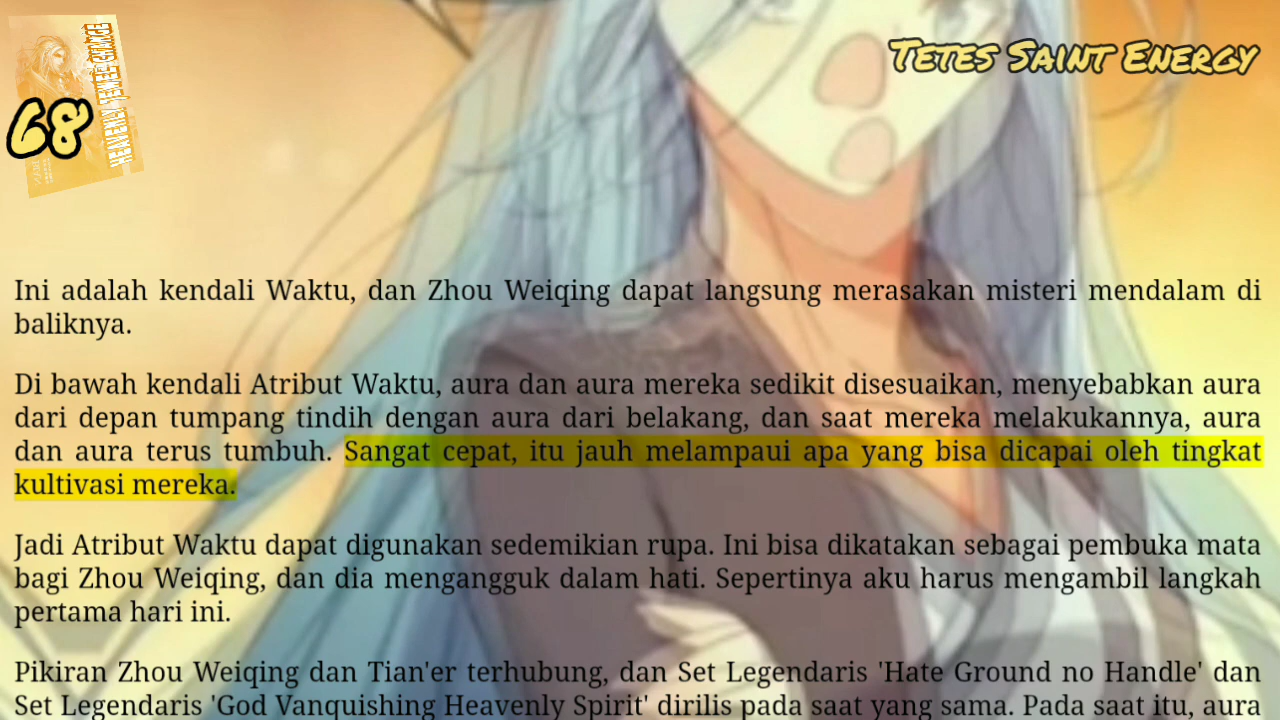 HEAVENLY JEWEL CHANGE
68
Tetes Saint Energy
Ini adalah kendali Waktu, dan Zhou Weiqing dapat langsung merasakan misteri mendalam di
baliknya.
Di bawah kendali Atribut Waktu, aura dan aura mereka sedikit disesuaikan, menyebabkan aura
dari depan tumpang tindih dengan aura dari belakang, dan saat mereka melakukannya, aura
dan aura terus tumbuh. Sangat cepat, itu jauh melampaui apa yang bisa dicapai oleh tingkat
kultivasi mereka.
Jadi Atribut Waktu dapat digunakan sedemikian rupa. Ini bisa dikatakan sebagai pembuka mata
bagi Zhou Weiqing, dan dia mengangguk dalam hati. Sepertinya aku harus mengambil langkah
pertama hari ini.
Pikiran Zhou Weiqing dan Tian'er terhubung, dan Set Legendaris 'Hate Ground no Handle' dan
Set Legendaris 'God Vanquishing Heavenly Spirit' dirilis pada saat yang sama. Pada saat itu, aura